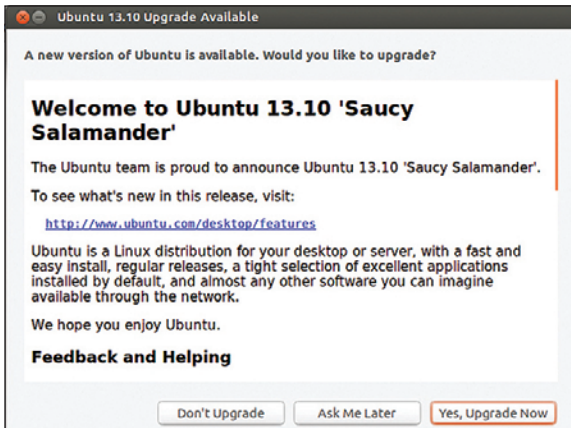 Ubuntu 13.10 Upgrade Available
A new version of Ubuntu is available. Would you like to upgrade?
Welcome to Ubuntu 13.10 'Saucy
Salamander'
The Ubuntu team is proud to announce Ubuntu 13.10 'Saucy Salamander'.
To see what's new in this release, visit:
http://www.ubuntu.com/desktop/features
Ubuntu is a Linux distribution for your desktop or server, with a fast and
easy install, regular releases, a tight selection of excellent applications
installed by default, and almost any other software you can imagine
available through the network.
We hope you enjoy Ubuntu.
Feedback and Helping
Don't Upgrade
Ask Me Later
Yes, Upgrade Now